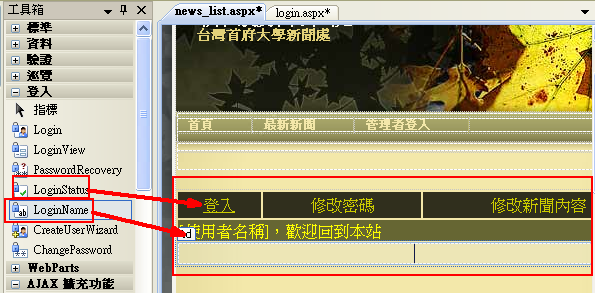 工具箱
標準
資料
驗證
巡覽
登入
指標
Login
LoginView
PasswordRecovery
LoginStatus
LoginName
CreateUserWizard
ChangePassword
WebParts
AJAX 擴充功能
news_list.aspx* login.aspx*
台灣首府大學新聞處
首頁 最新新聞 管理者登入
登入 修改密碼 修改新聞內容
使用者名稱]，歡迎回到本站